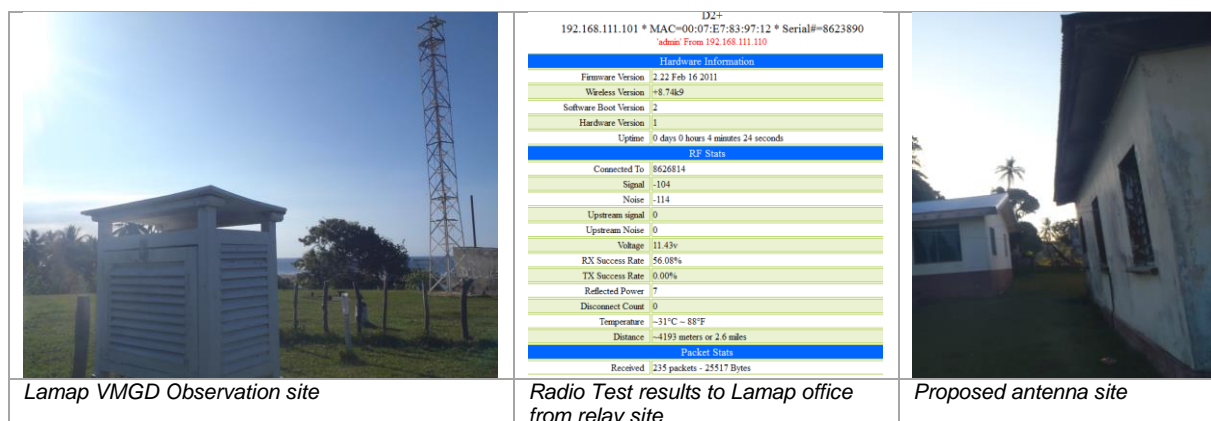 D2+
192.168.111.101 * MAC=00:07:E7:83:97:12 * Serial#=8623890
'admin' From 192.168.111.110
Hardware Information
Firmware Version 2.22 Feb 16 2011
Wireless Version +8.74k9
Software Boot Version 2
Hardware Version 1
Uptime 0 days 0 hours 4 minutes 24 seconds
RF Stats
Connected To 8626814
Signal -104
Noise -114
Upstream signal 0
Upstream Noise 0
Voltage 11.43v
RX Success Rate 56.08%
TX Success Rate 0.00%
Reflected Power 7
Disconnect Count 0
Temperature ~31°C ~ 88°F
Distance ~4193 meters or 2.6 miles
Packet Stats
Received 235 packets - 25517 Bytes
Lamap VMGD Observation site
Radio Test results to Lamap office
from relay site
Proposed antenna site